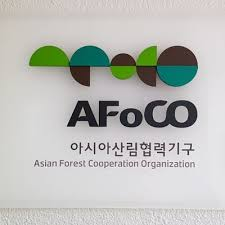 AFoCO
아시아산림협력기구
Asian Forest Cooperation Organization